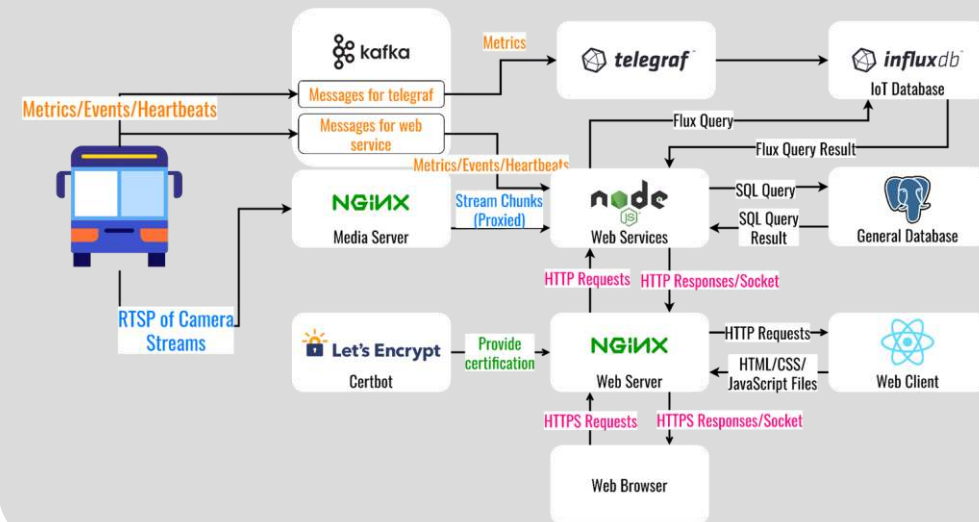 kafka
Metrics
telegraf
influxdb
IoT Database
Messages for telegraf
Metrics/Events/Heartbeats
Messages for web
service
Flux Query
Flux Query Result
Metrics/Events/Heartbeats
NGINX
Media Server
Stream Chunks
(Proxied)
node
JS
Web Services
SQL Query
SQL Query
Result
General Database
HTTP Requests
HTTP Responses/Socket
RTSP of Camera
Streams
Let's Encrypt
Certbot
Provide
certification
NGINX
Web Server
HTTP Requests
HTML/CSS/
JavaScript Files
Web Client
HTTPS Requests
HTTPS Responses/Socket
Web Browser